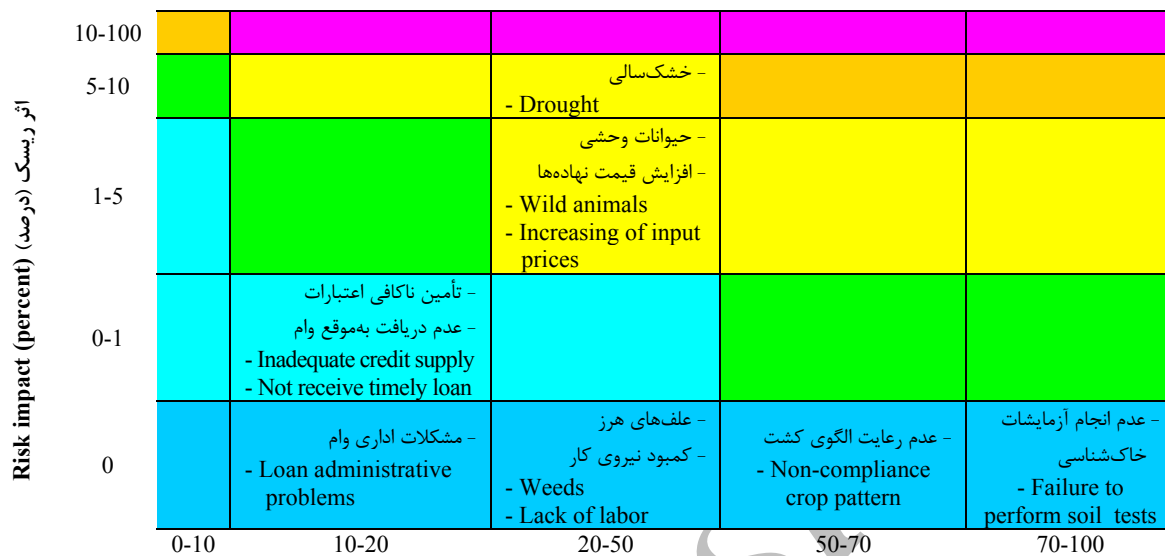 10-100
5-10
- خشک‌سالی
- Drought
1-5
- حیوانات وحشی
- افزایش قیمت نهاده‌ها
- Wild animals
- Increasing of input
prices
0-1
- تأمین ناکافی اعتبارات
- عدم دریافت به‌موقع وام
- Inadequate credit supply
- Not receive timely loan
0
- مشکلات اداری وام
- Loan administrative
problems
- علف‌های هرز
- کمبود نیروی کار
- Weeds
- Lack of labor
- عدم رعایت الگوی کشت
- Non-compliance
crop pattern
- عدم انجام آزمایشات
خاک‌شناسی
- Failure to
perform soil tests
0-10
10-20
20-50
50-70
70-100
اثر ریسک (درصد)
Risk impact (percent)